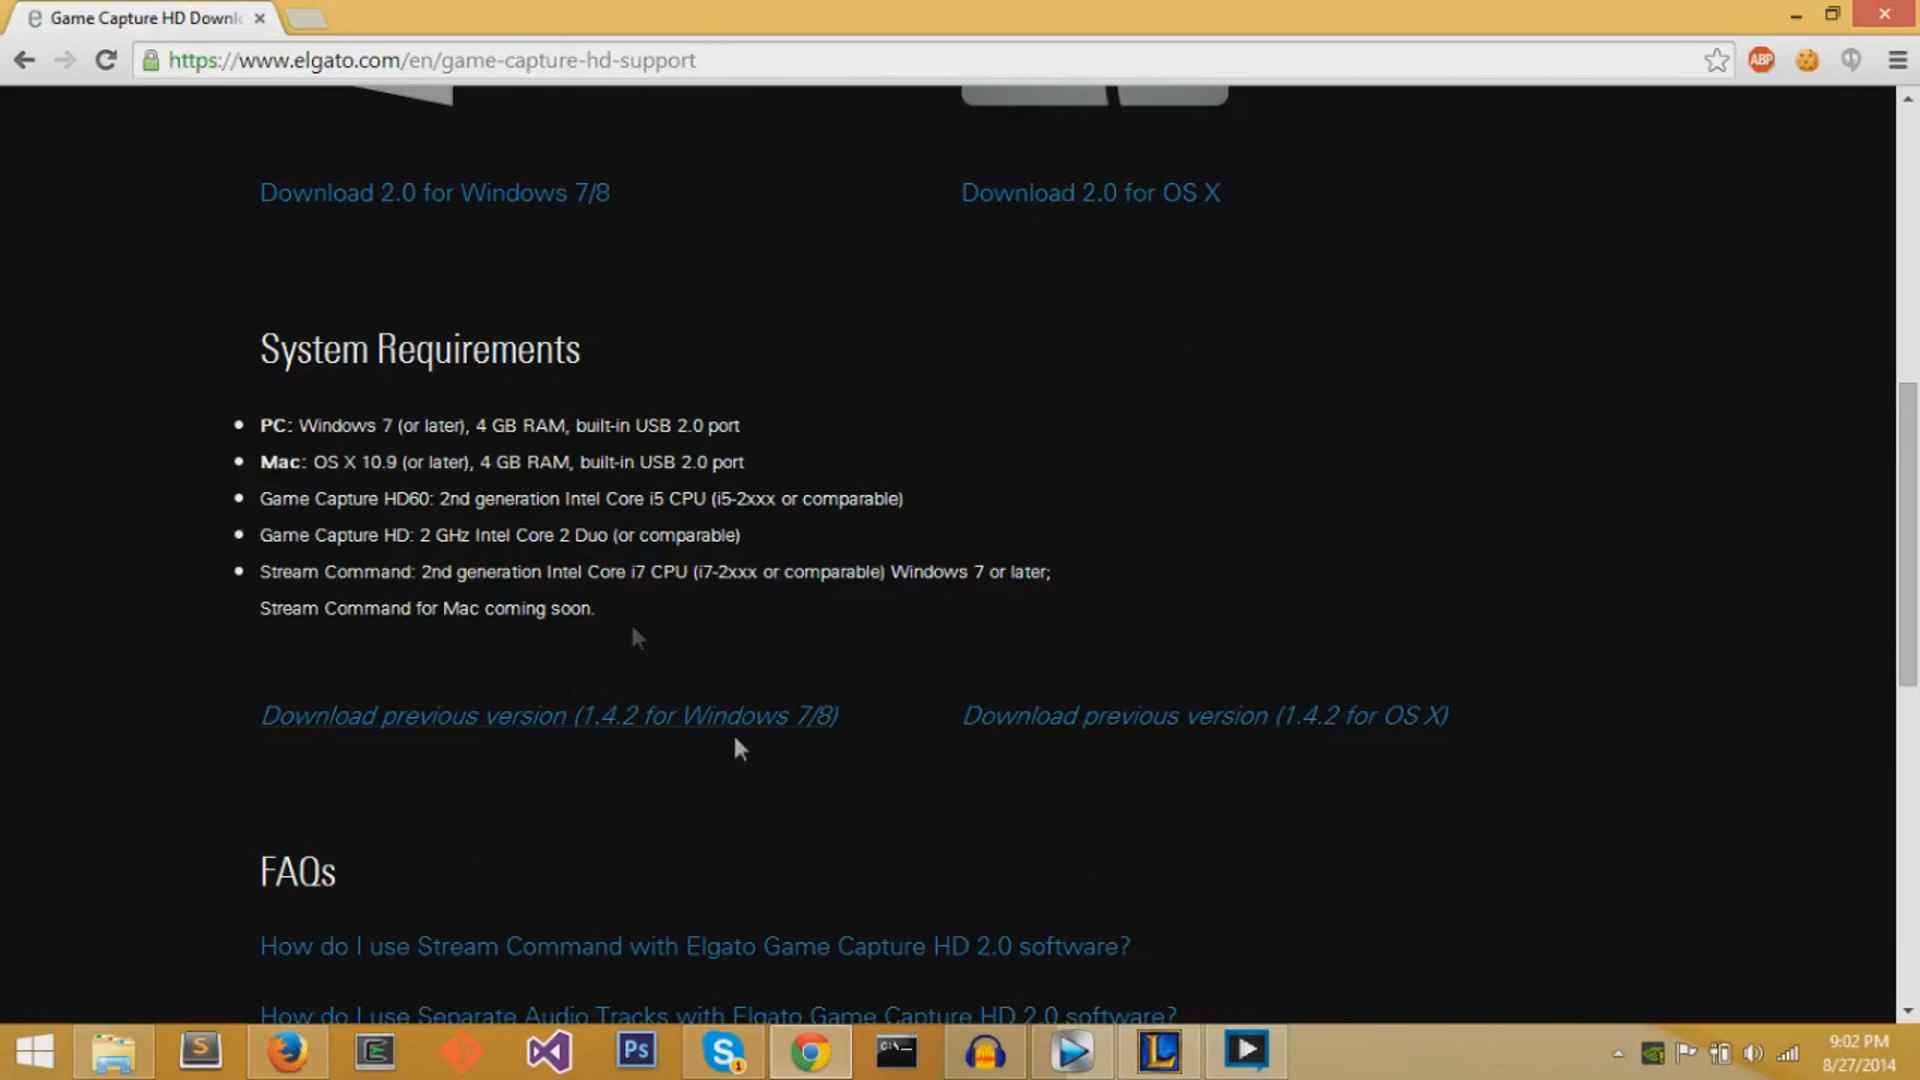 Game Capture HD Downl
https://www.elgato.com/en/game-capture-hd-support
ABP
Download 2.0 for Windows 7/8
Download 2.0 for OS X
System Requirements
PC: Windows 7 (or later), 4 GB RAM, built-in USB 2.0 port
Mac: OS X 10.9 (or later), 4 GB RAM, built-in USB 2.0 port
Game Capture HD60: 2nd generation Intel Core i5 CPU (i5-2xxx or comparable)
Game Capture HD: 2 GHz Intel Core 2 Duo (or comparable)
Stream Command: 2nd generation Intel Core i7 CPU (i7-2xxx or comparable) Windows 7 or later;
Stream Command for Mac coming soon.
Download previous version (1.4.2 for Windows 7/8)
Download previous version (1.4.2 for OS X)
FAQs
How do I use Stream Command with Elgato Game Capture HD 2.0 software?
How do I use Separate Audio Tracks with Elgato Game Capture HD 2.0 software?
S
E
Ps
S
1
C:\
L
9:02 PM
8/27/2014